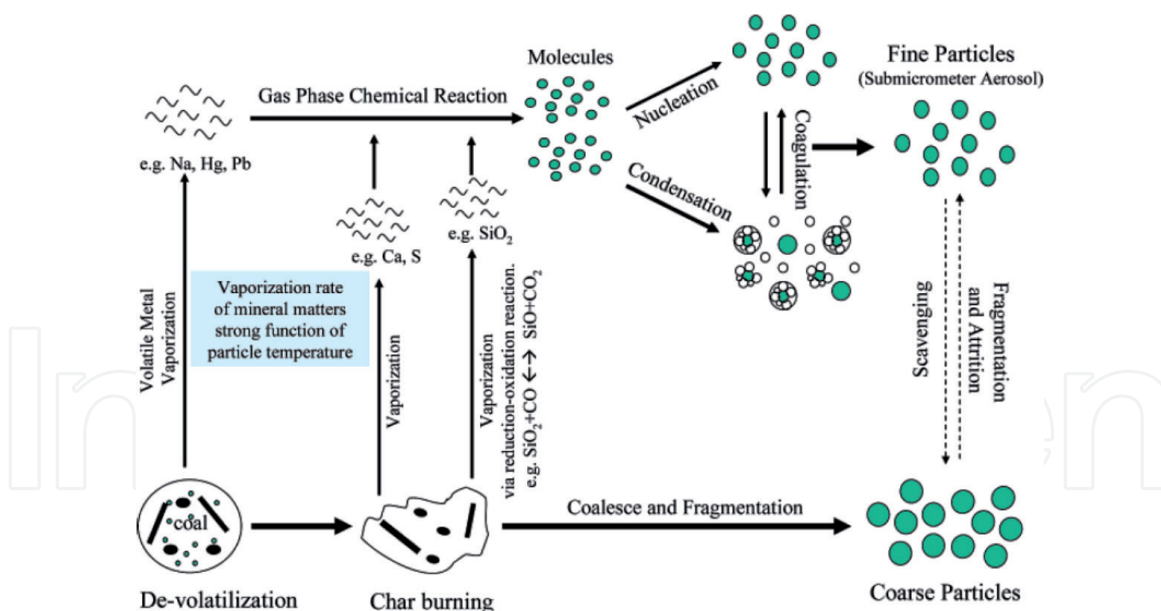 Molecules
Fine Particles
(Submicrometer Aerosol)
Gas Phase Chemical Reaction
Nucleation
Coagulation
Condensation
e.g. Na, Hg, Pb
e.g. SiO2
e.g. Ca, S
Vaporization rate
of mineral matters
strong function of
particle temperature
Volatile Metal
Vaporization
Vaporization
Vaporization
via reduction-oxidation reaction.
e.g. SiO2+CO ←→ SiO+CO2
Scavenging
Fragmentation
and Attrition
coal
Coalesce and Fragmentation
De-volatilization
Char burning
Coarse Particles